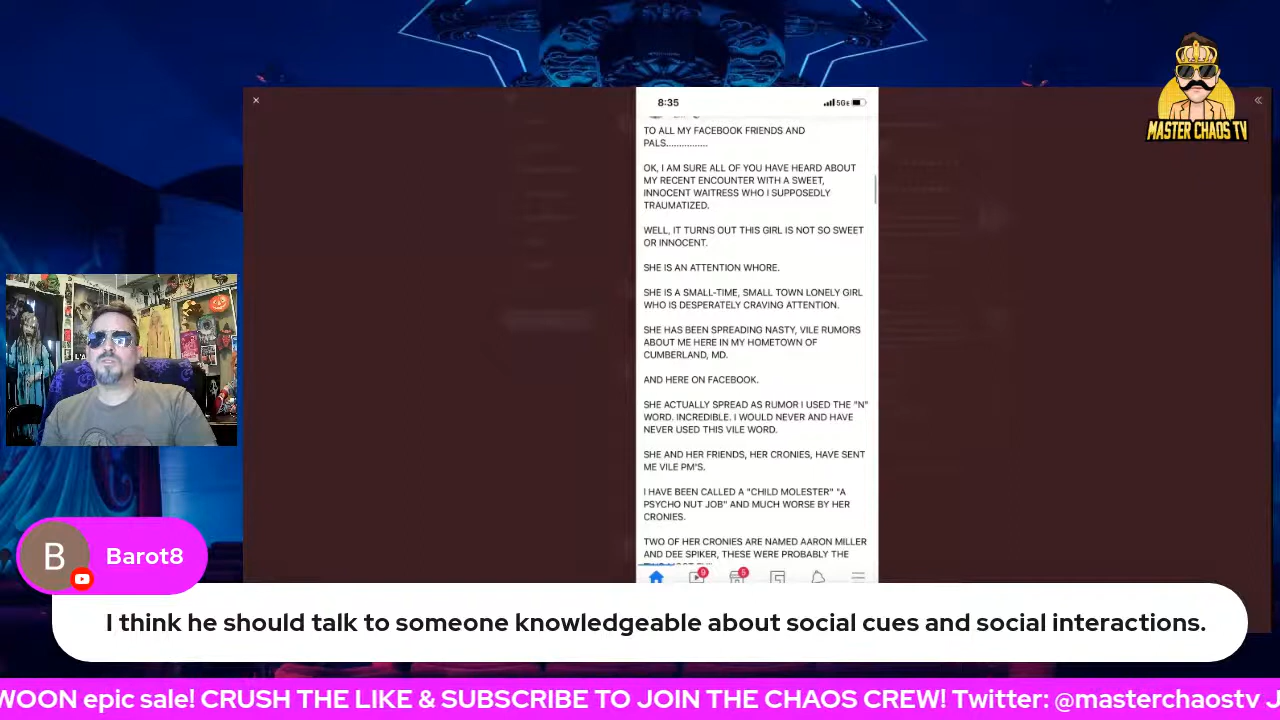 MASTER CHAOS TV
8:35
5GE
TO ALL MY FACEBOOK FRIENDS AND
PALS................
OK, I AM SURE ALL OF YOU HAVE HEARD ABOUT
MY RECENT ENCOUNTER WITH A SWEET,
INNOCENT WAITRESS WHO I SUPPOSEDLY
TRAUMATIZED.
WELL, IT TURNS OUT THIS GIRL IS NOT SO SWEET
OR INNOCENT.
SHE IS AN ATTENTION WHORE.
SHE IS A SMALL-TIME, SMALL TOWN LONELY GIRL
WHO IS DESPERATELY CRAVING ATTENTION.
SHE HAS BEEN SPREADING NASTY, VILE RUMORS
ABOUT ME HERE IN MY HOMETOWN OF
CUMBERLAND, MD.
AND HERE ON FACEBOOK.
SHE ACTUALLY SPREAD AS RUMOR I USED THE "N"
WORD. INCREDIBLE. I WOULD NEVER AND HAVE
NEVER USED THIS VILE WORD.
SHE AND HER FRIENDS, HER CRONIES, HAVE SENT
ME VILE PM'S.
I HAVE BEEN CALLED A "CHILD MOLESTER" "A
PSYCHO NUT JOB" AND MUCH WORSE BY HER
CRONIES.
TWO OF HER CRONIES ARE NAMED AARON MILLER
AND DEE SPIKER, THESE WERE PROBABLY THE
9
5
B
Barot8
I think he should talk to someone knowledgeable about social cues and social interactions.
WOON epic sale! CRUSH THE LIKE & SUBSCRIBE TO JOIN THE CHAOS CREW! Twitter: @masterchaostv J